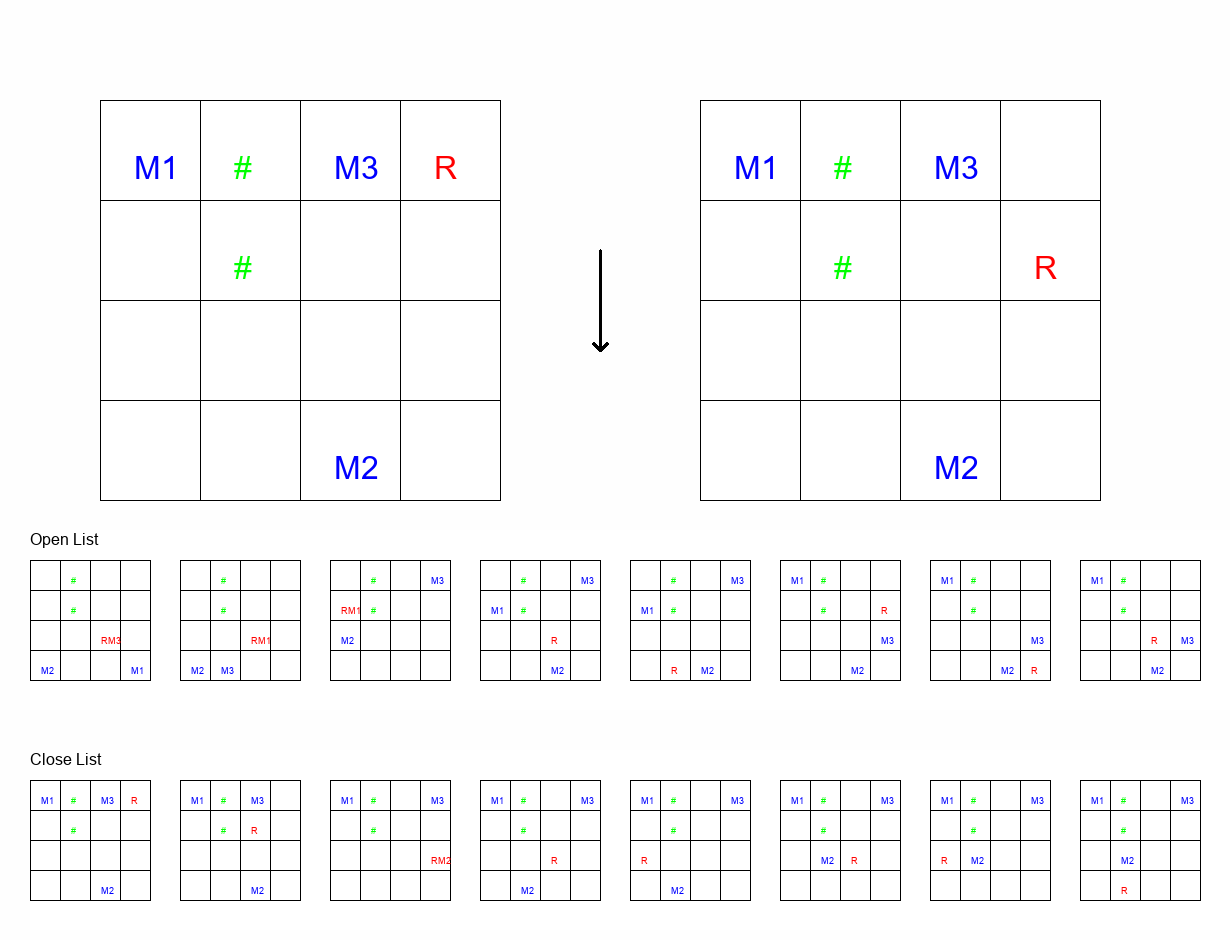 M1 # M3 R M1 # M3
# # R
M2 M2
Open List
# # # M3 # M3 # M3 M1 # M1 # M1 #
# # RM1 # M1 # M1 # # R # #
RM3 RM1 M2 R M3 M3 R M3
M2 M1 M2 M3 M2 R M2 M2 M2 R M2
Close List
M1 # M3 R M1 # M3 M1 # M3 M1 # M3 M1 # M3 M1 # M3 M1 # M3 M1 # M3
# # R # # # # # #
RM2 R R M2 R R M2 M2
M2 M2 M2 M2 R